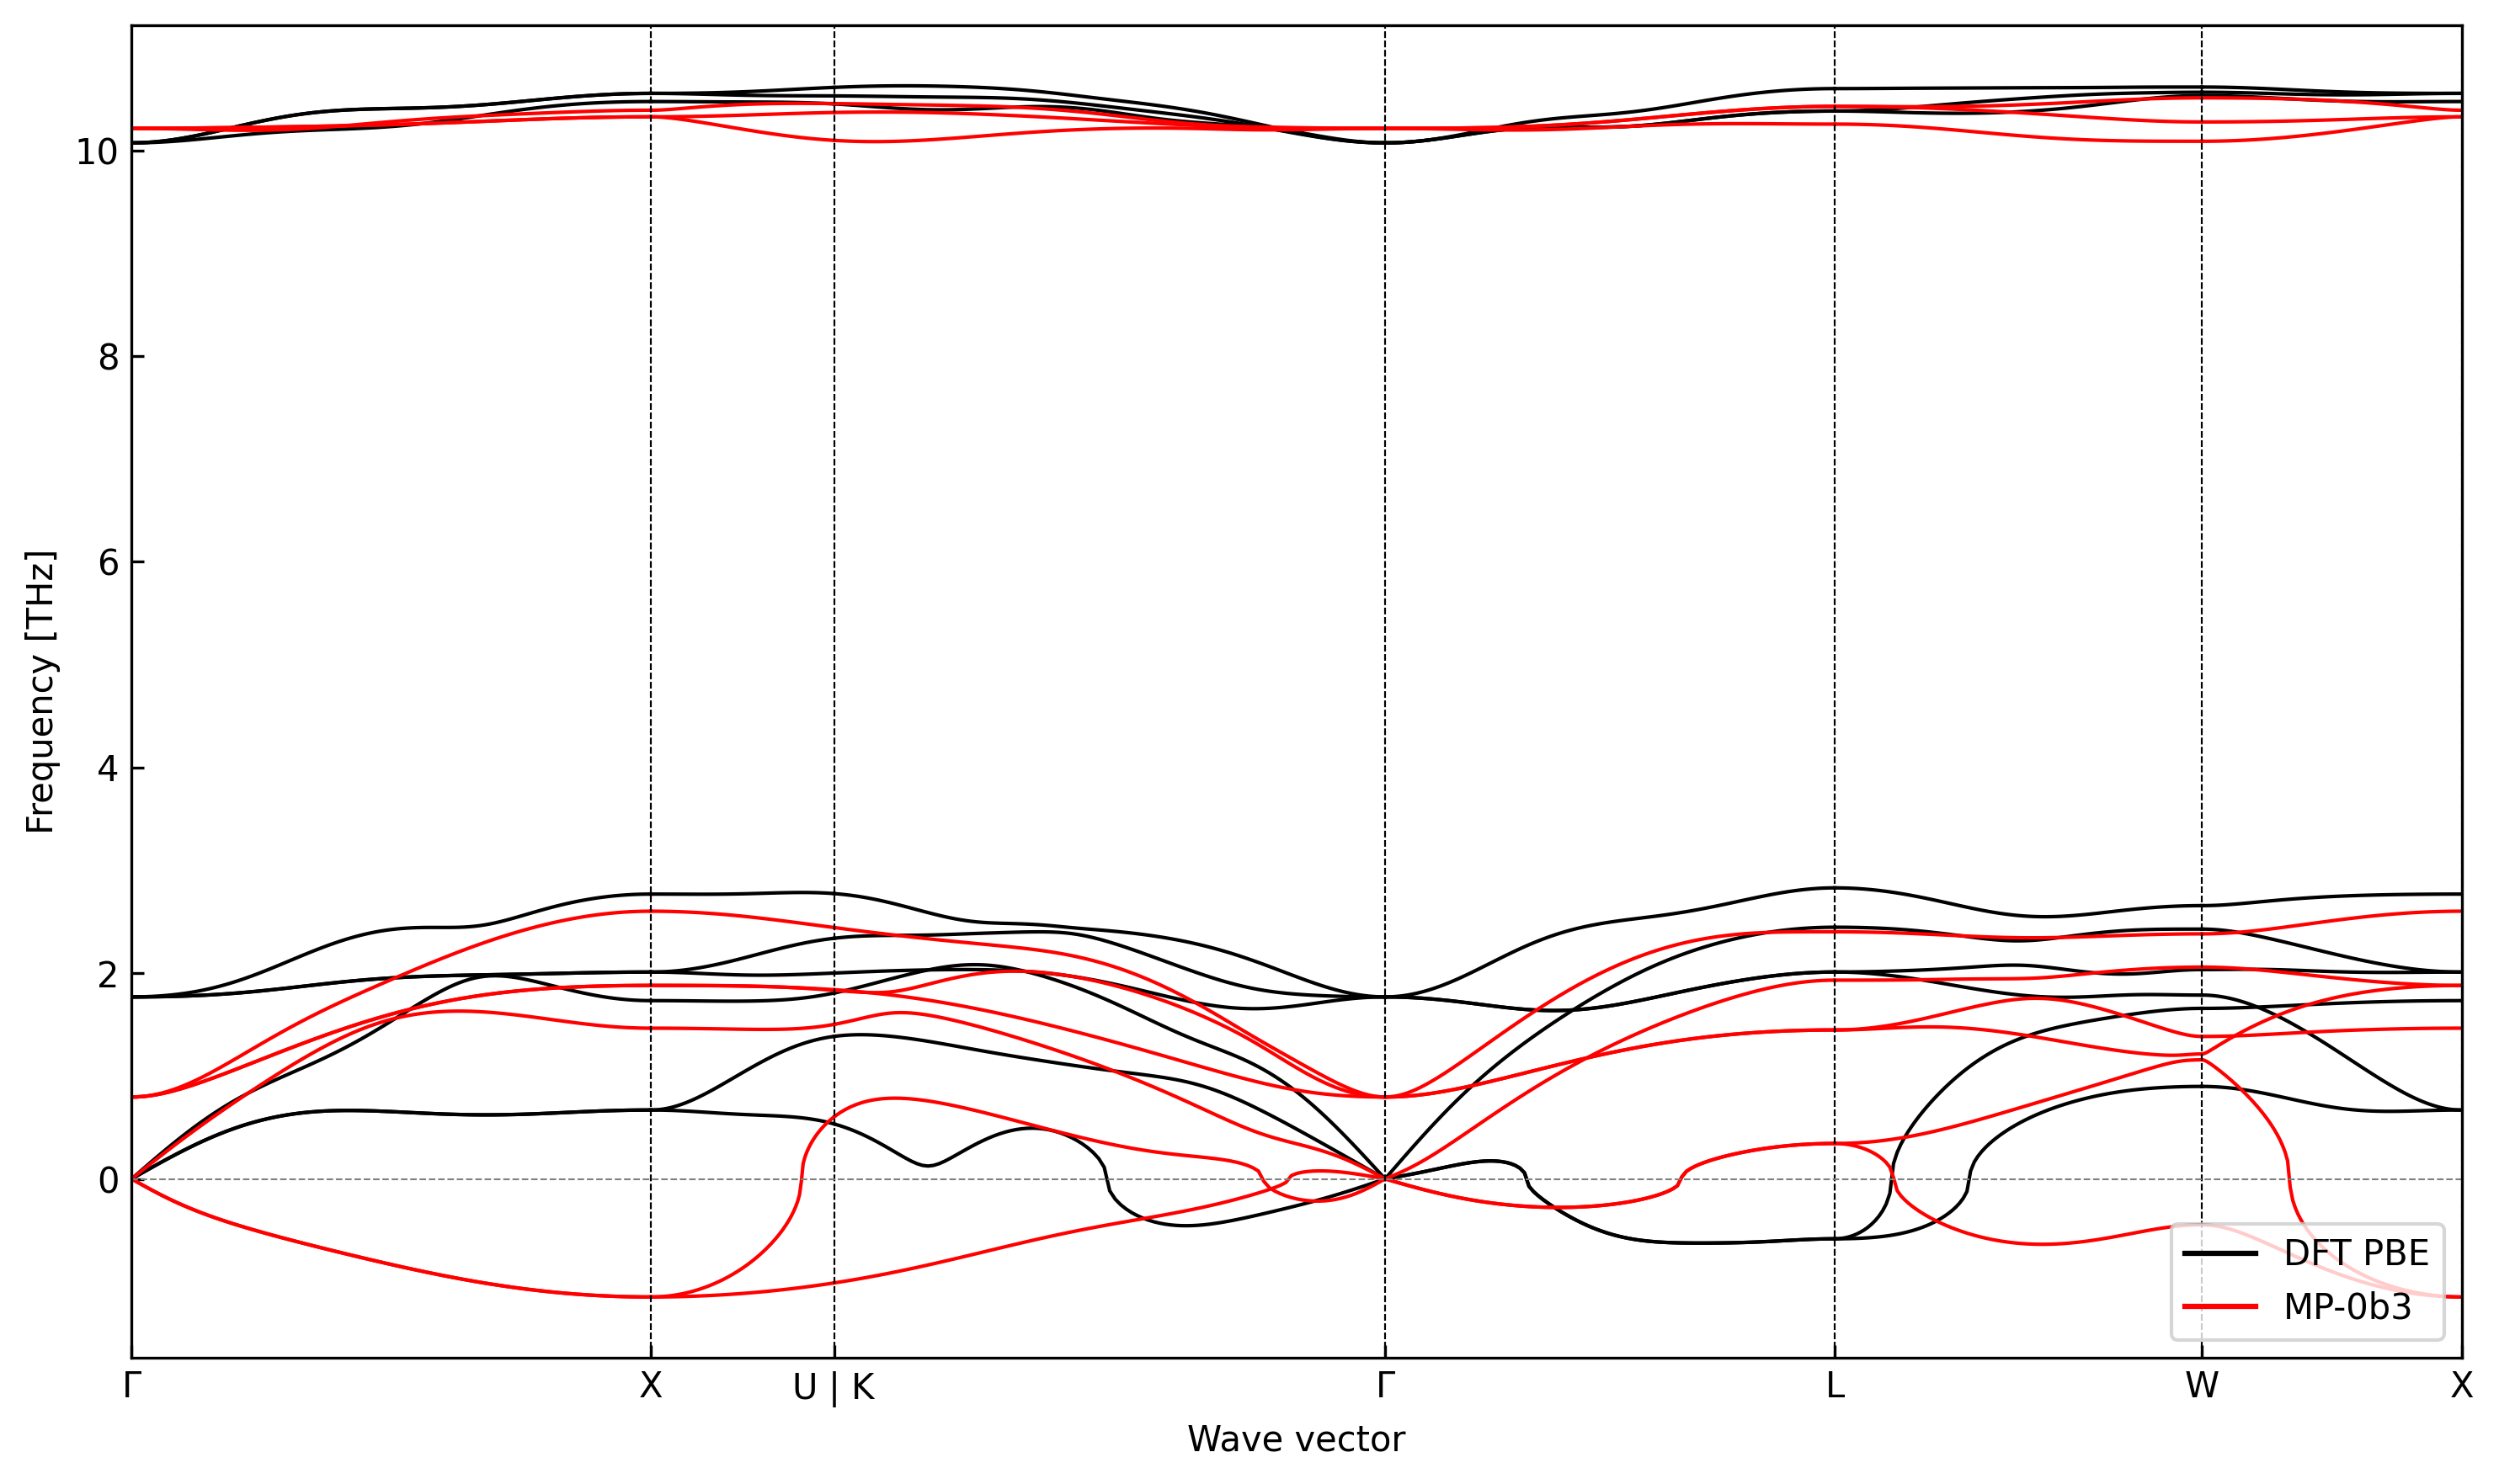 10
8
6
4
2
0
Frequency [THz]
DFT PBE
MP-0b3
Γ X U | K Γ L W X
Wave vector